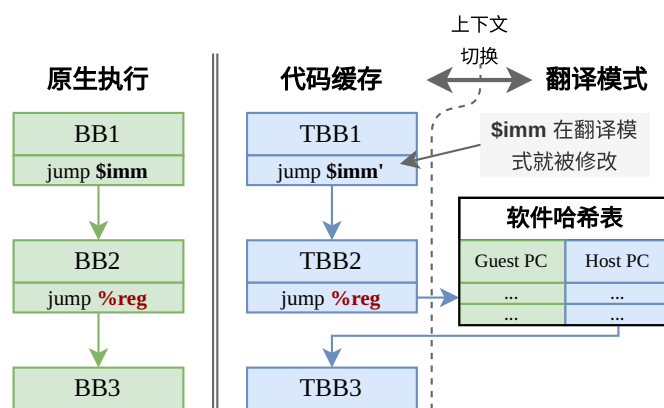 上下文
切换
原生执行
代码缓存
翻译模式
BB1
jump $imm
TBB1
jump $imm'
$imm 在翻译模
式就被修改
BB2
jump %reg
TBB2
jump %reg
软件哈希表
Guest PC
Host PC
...
...
...
...
BB3
TBB3